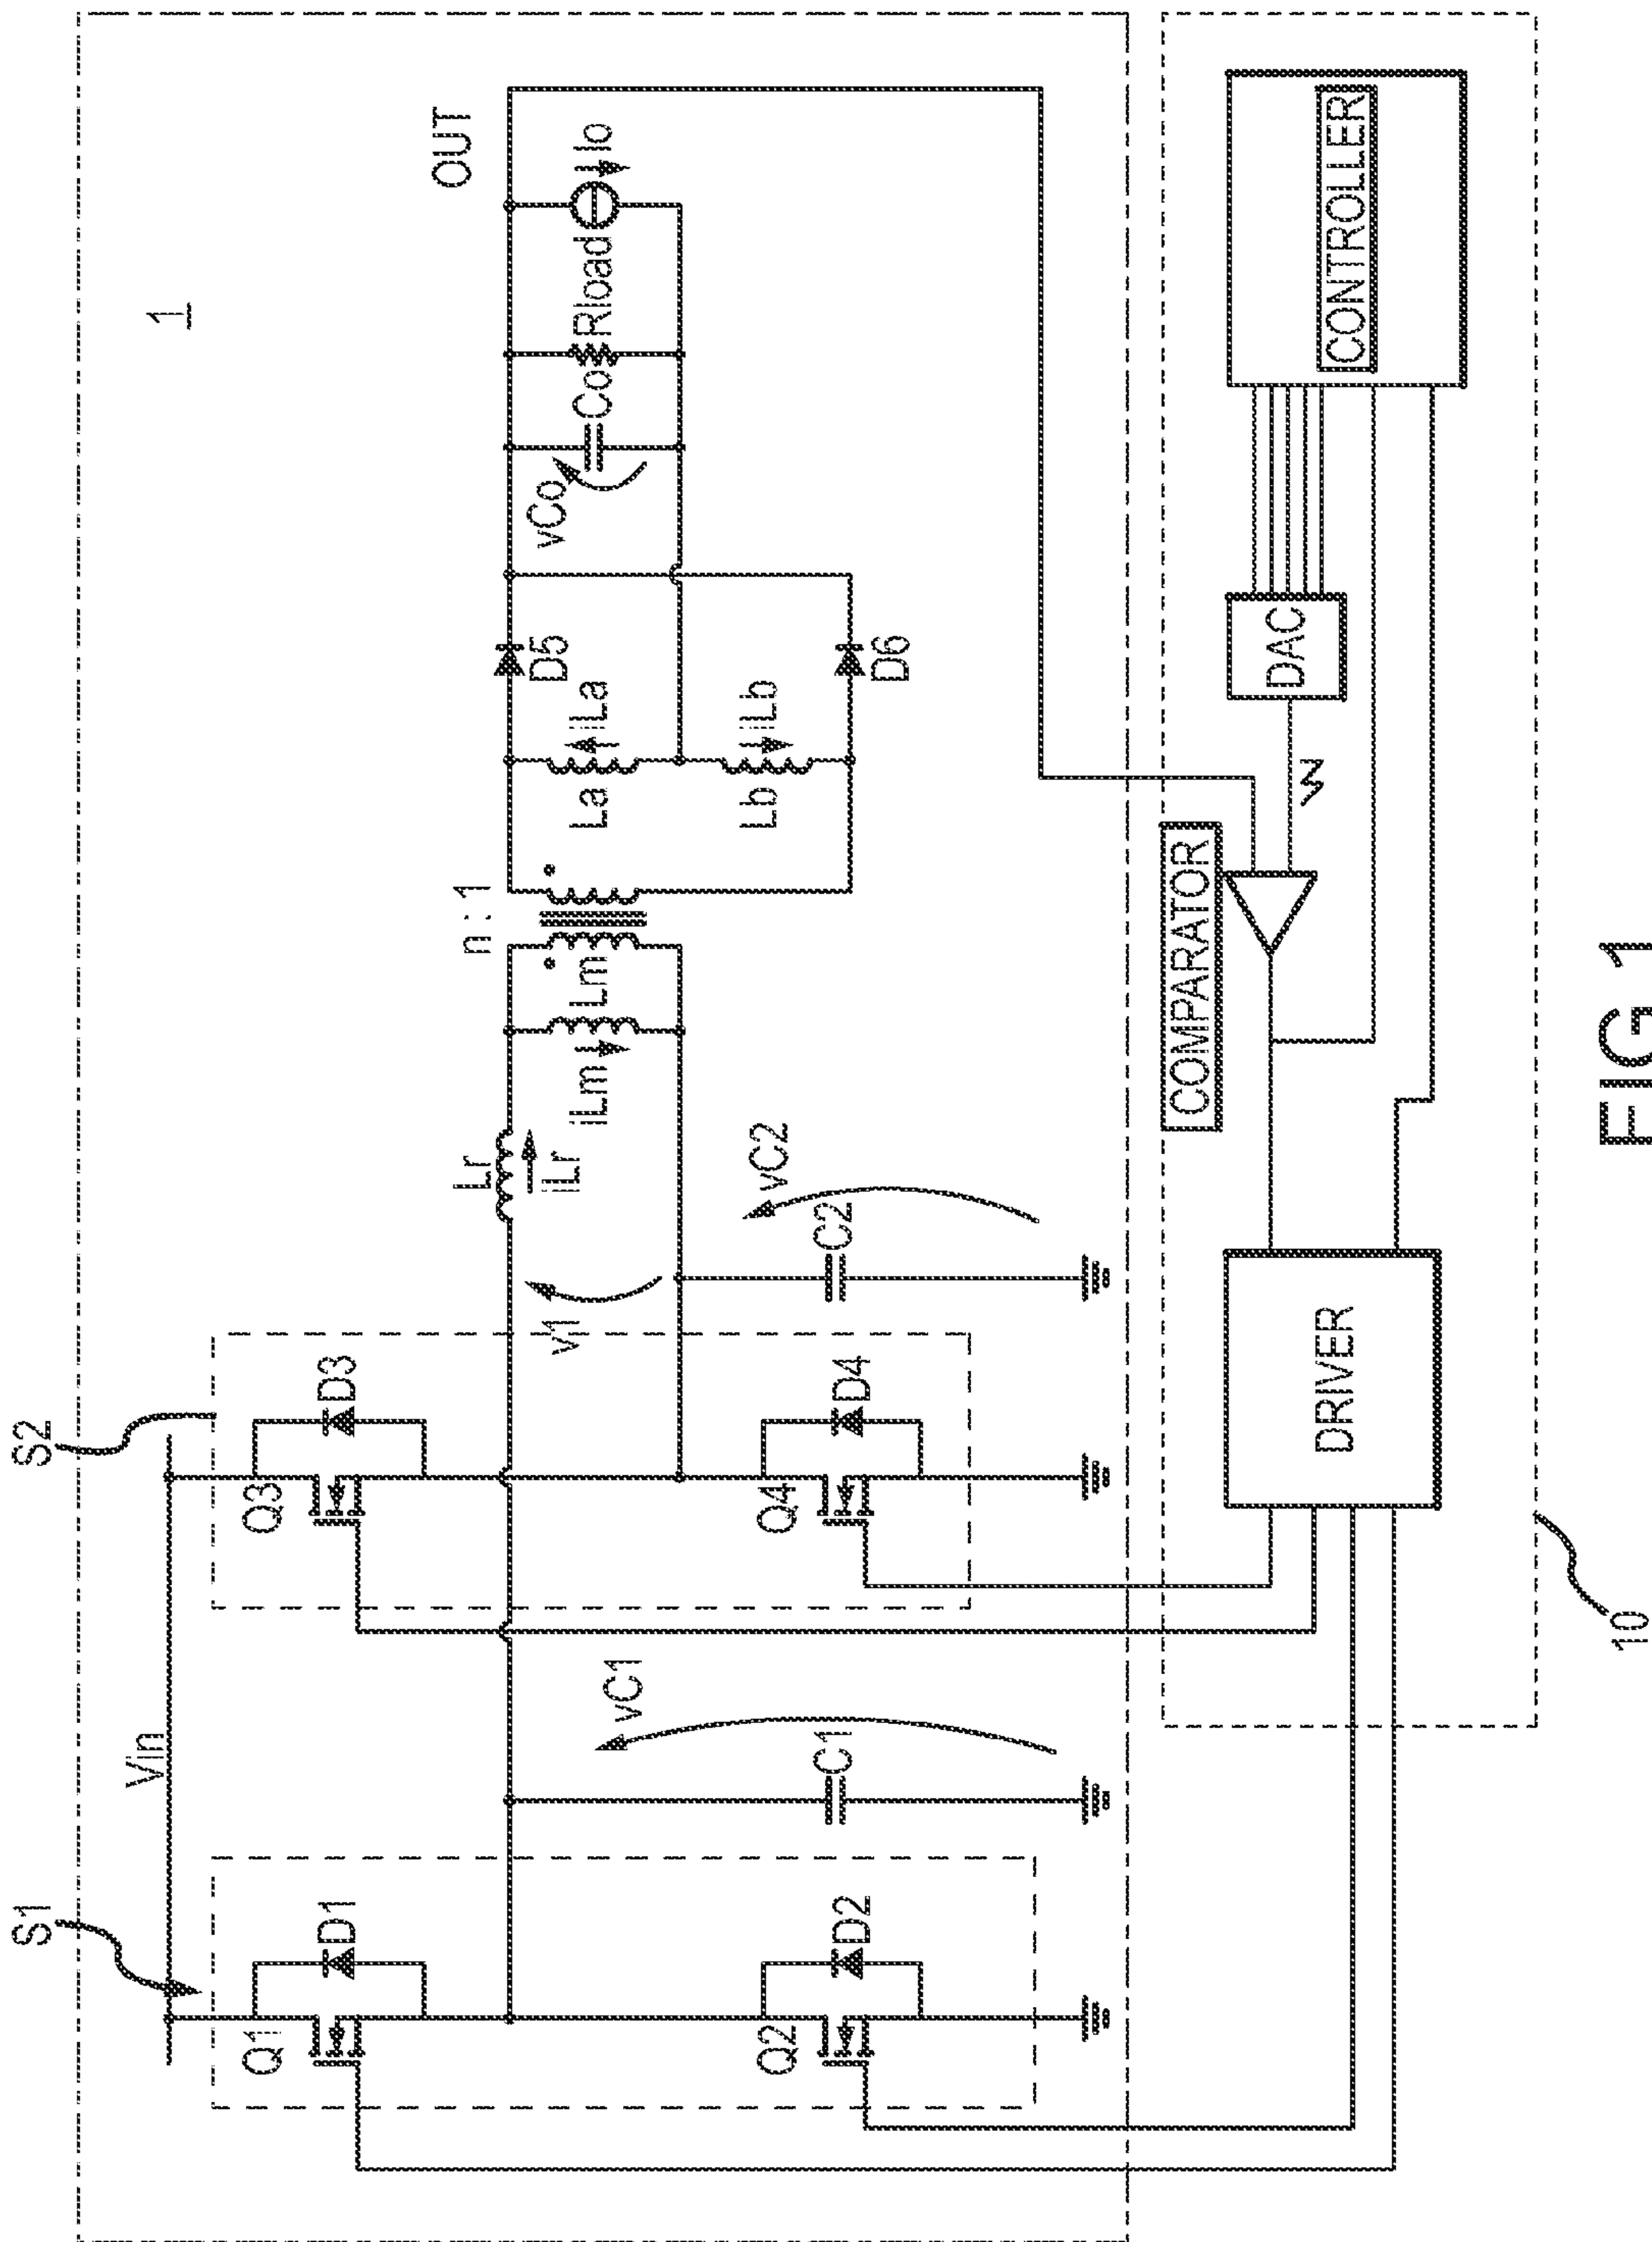 1
S1
S2
Vin
OUT
Q1
D1
Q3
D3
Q2
D2
Q4
D4
C1
vC1
C2
vC2
v1
Lr
iLr
iLm
Lm
n:1
La
iLa
Lb
iLb
D5
D6
vCo
Co
Rload
Io
COMPARATOR
DAC
CONTROLLER
DRIVER
10
FIG 1